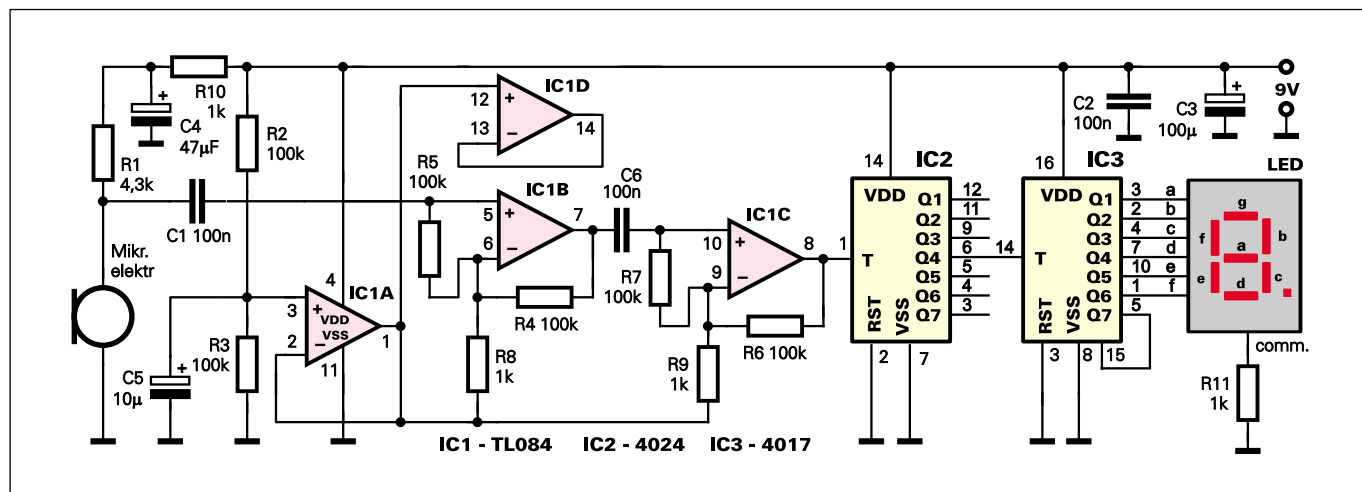 R10
1k
+
C4
47µF
R1
4,3k
R2
100k
C1 100n
Mikr.
elektr
C5
10µ
+
R3
100k
3
2
+
VDD
VSS
−
4
11
1
IC1A
12
13
+
−
14
IC1D
R5
100k
5
6
+
−
7
IC1B
R4 100k
R8
1k
C6
100n
R7
100k
10
9
+
−
8
IC1C
R6 100k
R9
1k
1
14
IC2
VDD
T
RST
VSS
Q1
Q2
Q3
Q4
Q5
Q6
Q7
12
11
9
6
5
4
3
2
7
14
16
IC3
VDD
T
RST
VSS
Q1
Q2
Q3
Q4
Q5
Q6
Q7
3 a
2 b
4 c
7 d
10 e
1 f
5
15
3
8
C2
100n
C3
100µ
+
9V
LED
g
f
b
a
e
c
d
comm.
R11
1k
IC1 - TL084 IC2 - 4024 IC3 - 4017